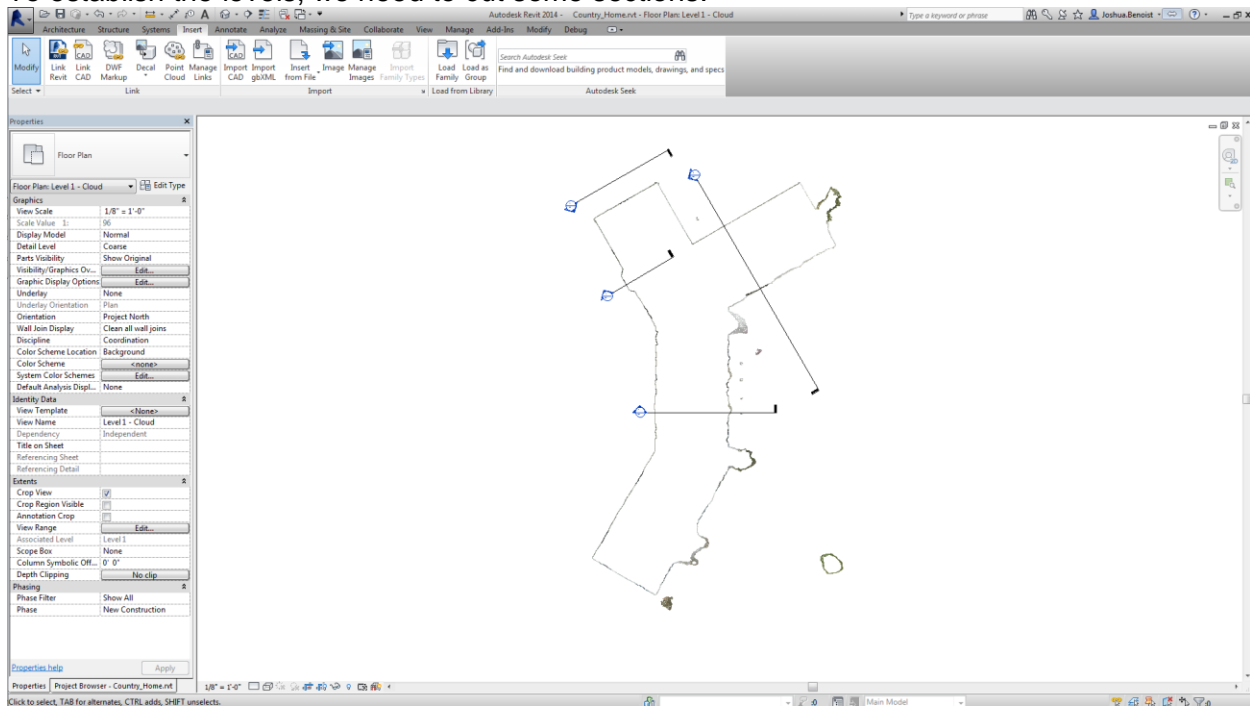 To establish the levels, we need to cut some sections.
Autodesk Revit 2014 - Country_Home.rvt - Floor Plan: Level 1 - Cloud
Type a keyword or phrase
Joshua.Benoist
Architecture Structure Systems Insert Annotate Analyze Massing & Site Collaborate View Manage Add-Ins Modify Debug
Modify
Link Revit
Link CAD
DWF Markup
Decal
Point Cloud
Manage Links
Import CAD
Import gbXML
Insert from File
Image
Manage Images
Import Family Types
Load Family
Load as Group
Search Autodesk Seek
Find and download building product models, drawings, and specs
Select
Link
Import
Load from Library
Autodesk Seek
Properties
Floor Plan
Floor Plan: Level 1 - Cloud Edit Type
Graphics
View Scale 1/8" = 1'-0"
Scale Value 1: 96
Display Model Normal
Detail Level Coarse
Parts Visibility Show Original
Visibility/Graphics Ov... Edit...
Graphic Display Options Edit...
Underlay None
Underlay Orientation Plan
Orientation Project North
Wall Join Display Clean all wall joins
Discipline Coordination
Color Scheme Location Background
Color Scheme <none>
System Color Schemes Edit...
Default Analysis Displ... None
Identity Data
View Template <None>
View Name Level 1 - Cloud
Dependency Independent
Title on Sheet
Referencing Sheet
Referencing Detail
Extents
Crop View
Crop Region Visible
Annotation Crop
View Range Edit...
Associated Level Level 1
Scope Box None
Column Symbolic Off... 0' 0"
Depth Clipping No clip
Phasing
Phase Filter Show All
Phase New Construction
Properties help Apply
Properties Project Browser - Country_Home.rvt
1/8" = 1'-0"
Click to select, TAB for alternates, CTRL adds, SHIFT unselects.
:0
Main Model
:0